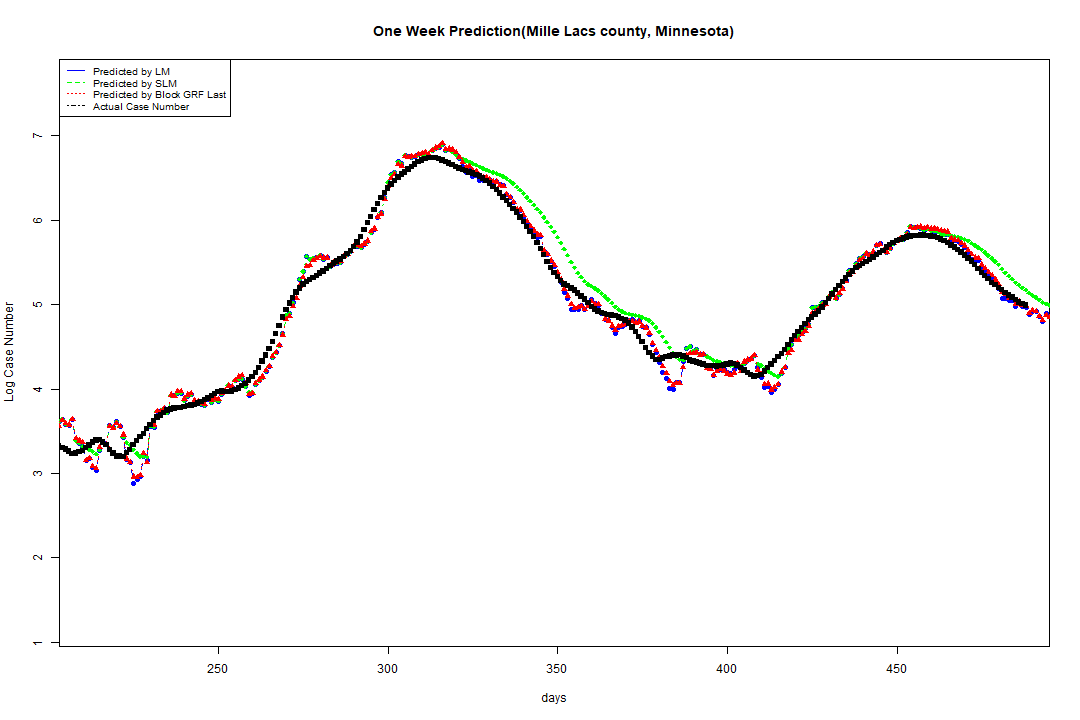 One Week Prediction(Mille Lacs county, Minnesota)
Predicted by LM
Predicted by SLM
Predicted by Block GRF Last
Actual Case Number
7
6
5
4
3
2
1
Log Case Number
250
300
350
400
450
days